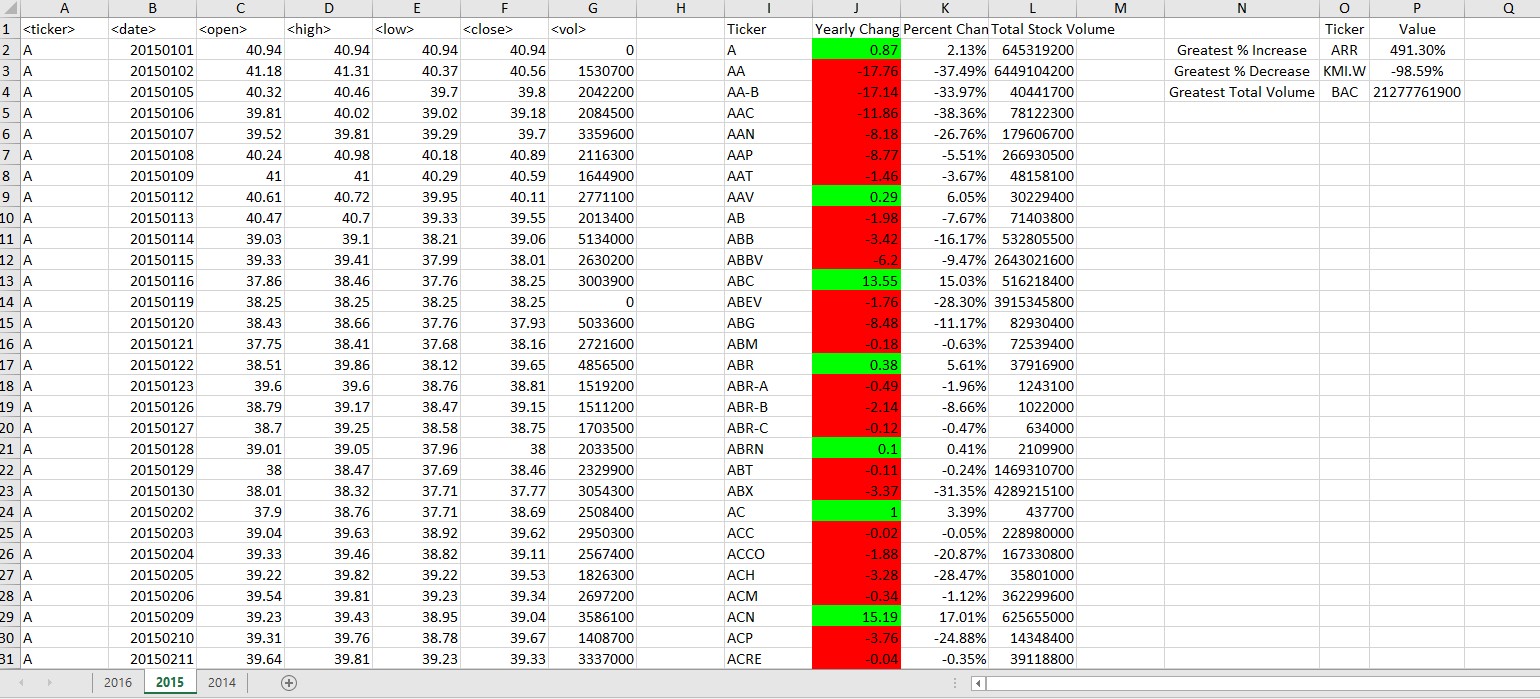 A B C D E F G H I J K L M N O P Q
1 <ticker> <date> <open> <high> <low> <close> <vol> Ticker Yearly Chang Percent Chan Total Stock Volume Ticker Value
2 A 20150101 40.94 40.94 40.94 40.94 0 A 0.87 2.13% 645319200 Greatest % Increase ARR 491.30%
3 A 20150102 41.18 41.31 40.37 40.56 1530700 AA -17.76 -37.49% 6449104200 Greatest % Decrease KMI.W -98.59%
4 A 20150105 40.32 40.46 39.7 39.8 2042200 AA-B -17.14 -33.97% 40441700 Greatest Total Volume BAC 21277761900
5 A 20150106 39.81 40.02 39.02 39.18 2084500 AAC -11.86 -38.36% 78122300
6 A 20150107 39.52 39.81 39.29 39.7 3359600 AAN -8.18 -26.76% 179606700
7 A 20150108 40.24 40.98 40.18 40.89 2116300 AAP -8.77 -5.51% 266930500
8 A 20150109 41 41 40.29 40.59 1644900 AAT -1.46 -3.67% 48158100
9 A 20150112 40.61 40.72 39.95 40.11 2771100 AAV 0.29 6.05% 30229400
10 A 20150113 40.47 40.7 39.33 39.55 2013400 AB -1.98 -7.67% 71403800
11 A 20150114 39.03 39.1 38.21 39.06 5134000 ABB -3.42 -16.17% 532805500
12 A 20150115 39.33 39.41 37.99 38.01 2630200 ABBV -6.2 -9.47% 2643021600
13 A 20150116 37.86 38.46 37.76 38.25 3003900 ABC 13.55 15.03% 516218400
14 A 20150119 38.25 38.25 38.25 38.25 0 ABEV -1.76 -28.30% 3915345800
15 A 20150120 38.43 38.66 37.76 37.93 5033600 ABG -8.48 -11.17% 82930400
16 A 20150121 37.75 38.41 37.68 38.16 2721600 ABM -0.18 -0.63% 72539400
17 A 20150122 38.51 39.86 38.12 39.65 4856500 ABR 0.38 5.61% 37916900
18 A 20150123 39.6 39.6 38.76 38.81 1519200 ABR-A -0.49 -1.96% 1243100
19 A 20150126 38.79 39.17 38.47 39.15 1511200 ABR-B -2.14 -8.66% 1022000
20 A 20150127 38.7 39.25 38.58 38.75 1703500 ABR-C -0.12 -0.47% 634000
21 A 20150128 39.01 39.05 37.96 38 2033500 ABRN 0.1 0.41% 2109900
22 A 20150129 38 38.47 37.69 38.46 2329900 ABT -0.11 -0.24% 1469310700
23 A 20150130 38.01 38.32 37.71 37.77 3054300 ABX -3.37 -31.35% 4289215100
24 A 20150202 37.9 38.76 37.71 38.69 2508400 AC 1 3.39% 437700
25 A 20150203 39.04 39.63 38.92 39.62 2950300 ACC -0.02 -0.05% 228980000
26 A 20150204 39.33 39.46 38.82 39.11 2567400 ACCO -1.88 -20.87% 167330800
27 A 20150205 39.22 39.82 39.22 39.53 1826300 ACH -3.28 -28.47% 35801000
28 A 20150206 39.54 39.81 39.23 39.34 2697200 ACM -0.34 -1.12% 362299600
29 A 20150209 39.23 39.43 38.95 39.04 3586100 ACN 15.19 17.01% 625655000
30 A 20150210 39.31 39.76 38.78 39.67 1408700 ACP -3.76 -24.88% 14348400
31 A 20150211 39.64 39.81 39.23 39.33 3337000 ACRE -0.04 -0.35% 39118800
2016 2015 2014